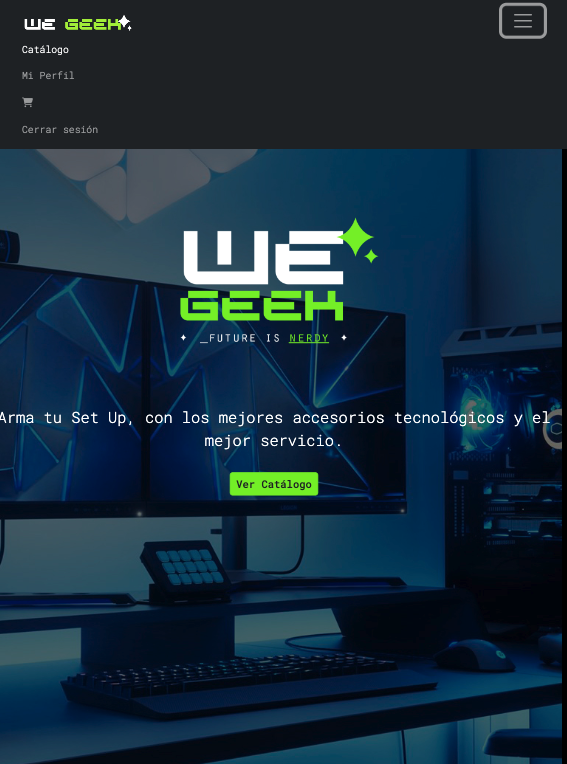 WE GEEK
Catálogo
Mi Perfil
Cerrar sesión
WE
GEEK
_FUTURE IS NERDY
Arma tu Set Up, con los mejores accesorios tecnológicos y el
mejor servicio.
Ver Catálogo